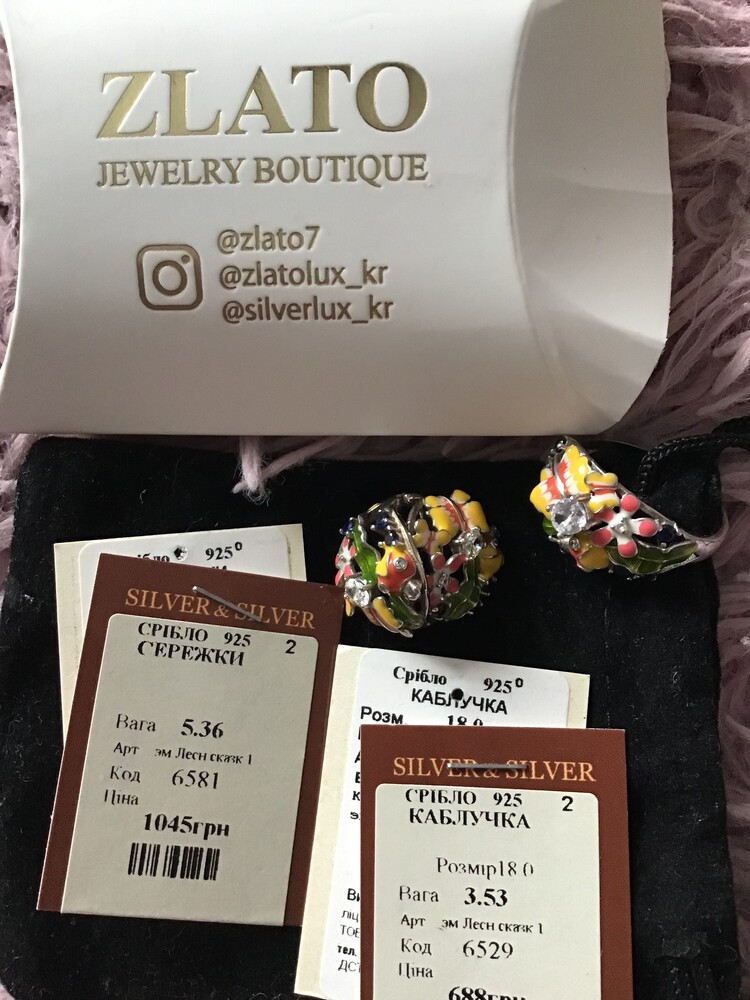 ZLATO
JEWELRY BOUTIQUE
@zlato7
@zlatolux_kr
@silverlux_kr
925°
SILVER & SILVER
СРІБЛО 925 2
СЕРЕЖКИ
Вага 5.36
Арт эм Лесн сказк 1
Код 6581
Ціна
1045грн
Срібло 925°
КАБЛУЧКА
Розм 18.0
SILVER & SILVER
СРІБЛО 925 2
КАБЛУЧКА
Розмір18 0
Вага 3.53
Арт эм Лесн сказк 1
Код 6529
Ціна
688грн
тел.